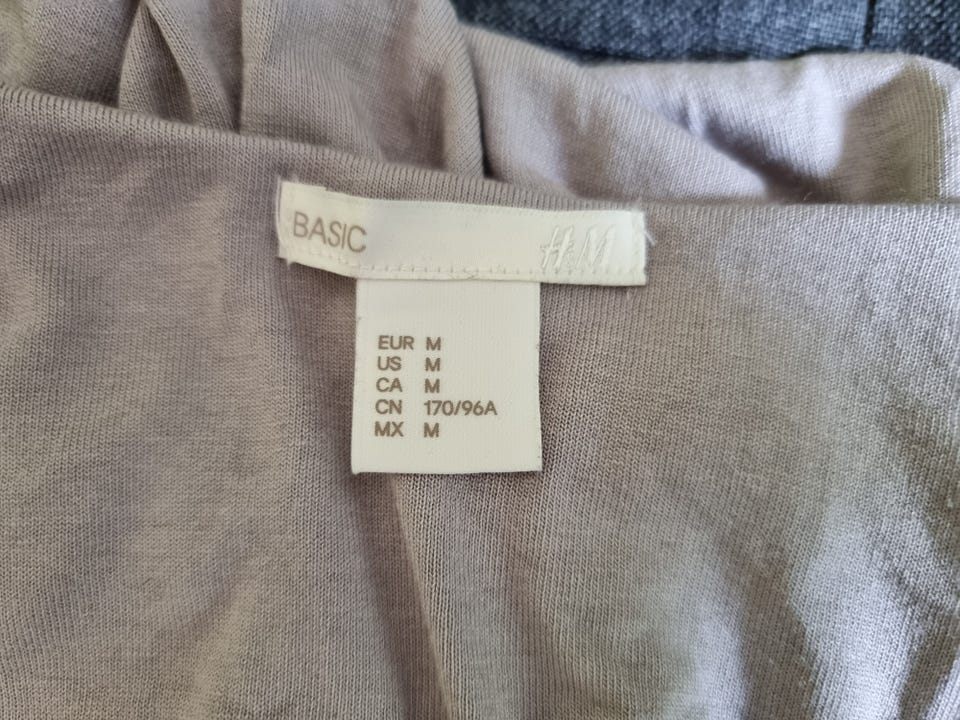 BASIC H&M
EUR M
US M
CA M
CN 170/96A
MX M